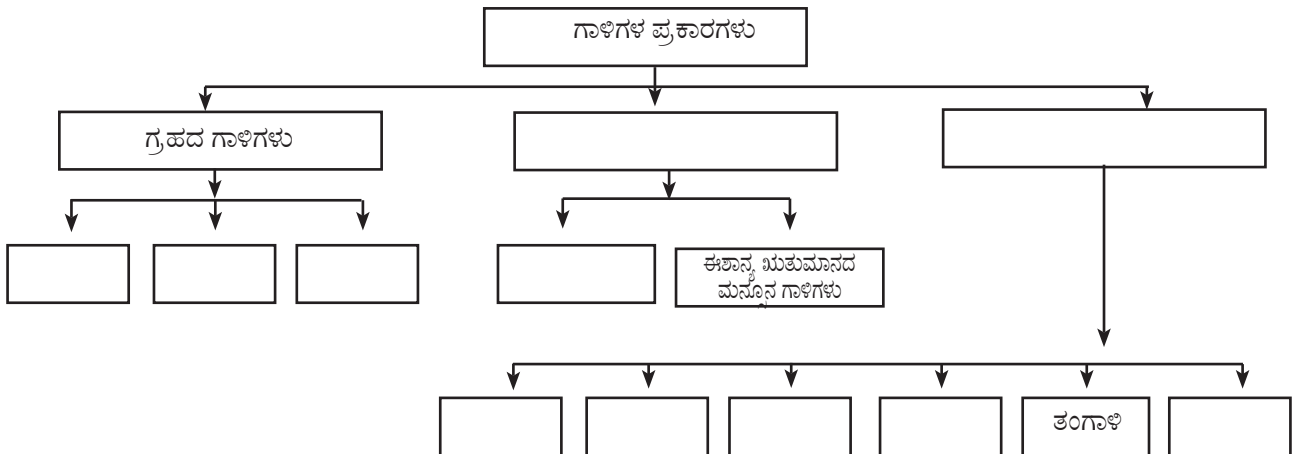 ಗಾಳಿಗಳ ಪ್ರಕಾರಗಳು
ಗ್ರಹದ ಗಾಳಿಗಳು
ಈಶಾನ್ಯ ಋತುಮಾನದ
ಮನ್ಸೂನ ಗಾಳಿಗಳು
ತಂಗಾಳಿ